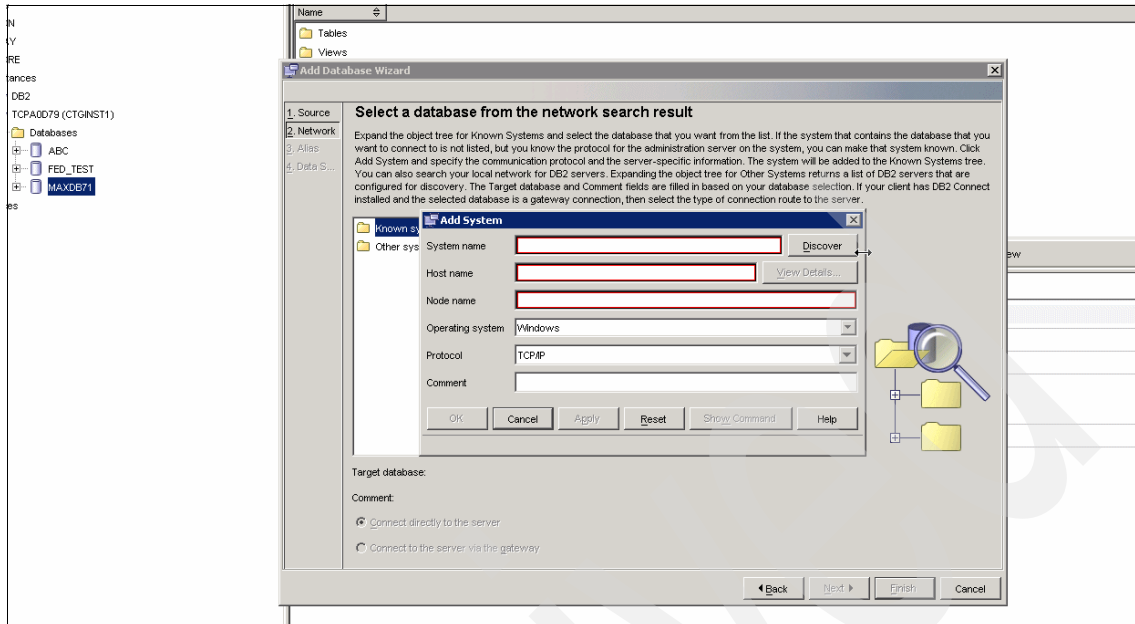 Name
Tables
Views
N
AY
RE
tances
DB2
TCPA0D79 (CTGINST1)
Databases
ABC
FED_TEST
MAXDB71
es
Add Database Wizard
1. Source
2. Network
3. Alias
4. Data S...
Select a database from the network search result
Expand the object tree for Known Systems and select the database that you want from the list. If the system that contains the database that you
want to connect to is not listed, but you know the protocol for the administration server on the system, you can make that system known. Click
Add System and specify the communication protocol and the server-specific information. The system will be added to the Known Systems tree.
You can also search your local network for DB2 servers. Expanding the object tree for Other Systems returns a list of DB2 servers that are
configured for discovery. The Target database and Comment fields are filled in based on your database selection. If your client has DB2 Connect
installed and the selected database is a gateway connection, then select the type of connection route to the server.
Known sy
Other sys
Add System
System name
Discover
Host name
View Details...
Node name
Operating system Windows
Protocol TCP/IP
Comment
OK Cancel Apply Reset Show Command Help
ew
Target database:
Comment:
Connect directly to the server
Connect to the server via the gateway
Back Next Finish Cancel